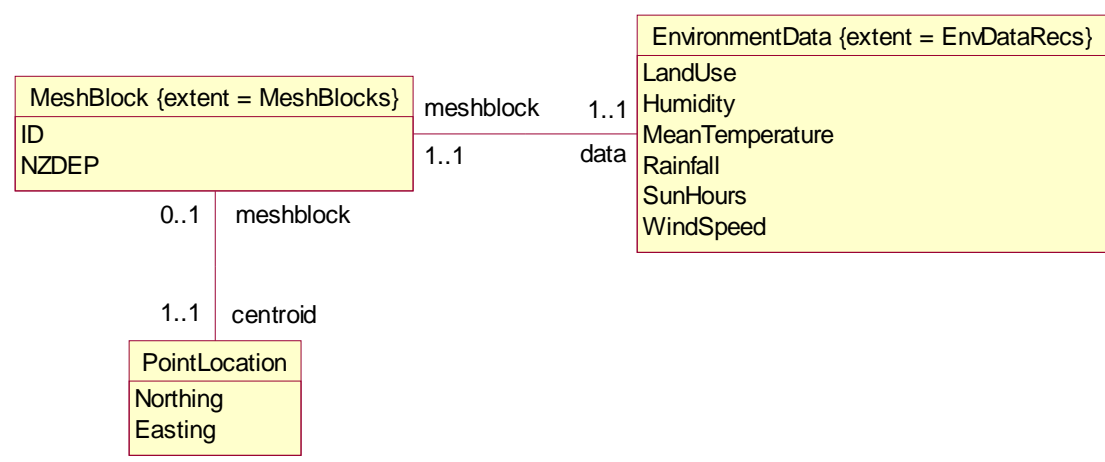 MeshBlock {extent = MeshBlocks}
ID
NZDEP
meshblock
1..1
1..1
data
EnvironmentData {extent = EnvDataRecs}
LandUse
Humidity
MeanTemperature
Rainfall
SunHours
WindSpeed
0..1 meshblock
1..1 centroid
PointLocation
Northing
Easting